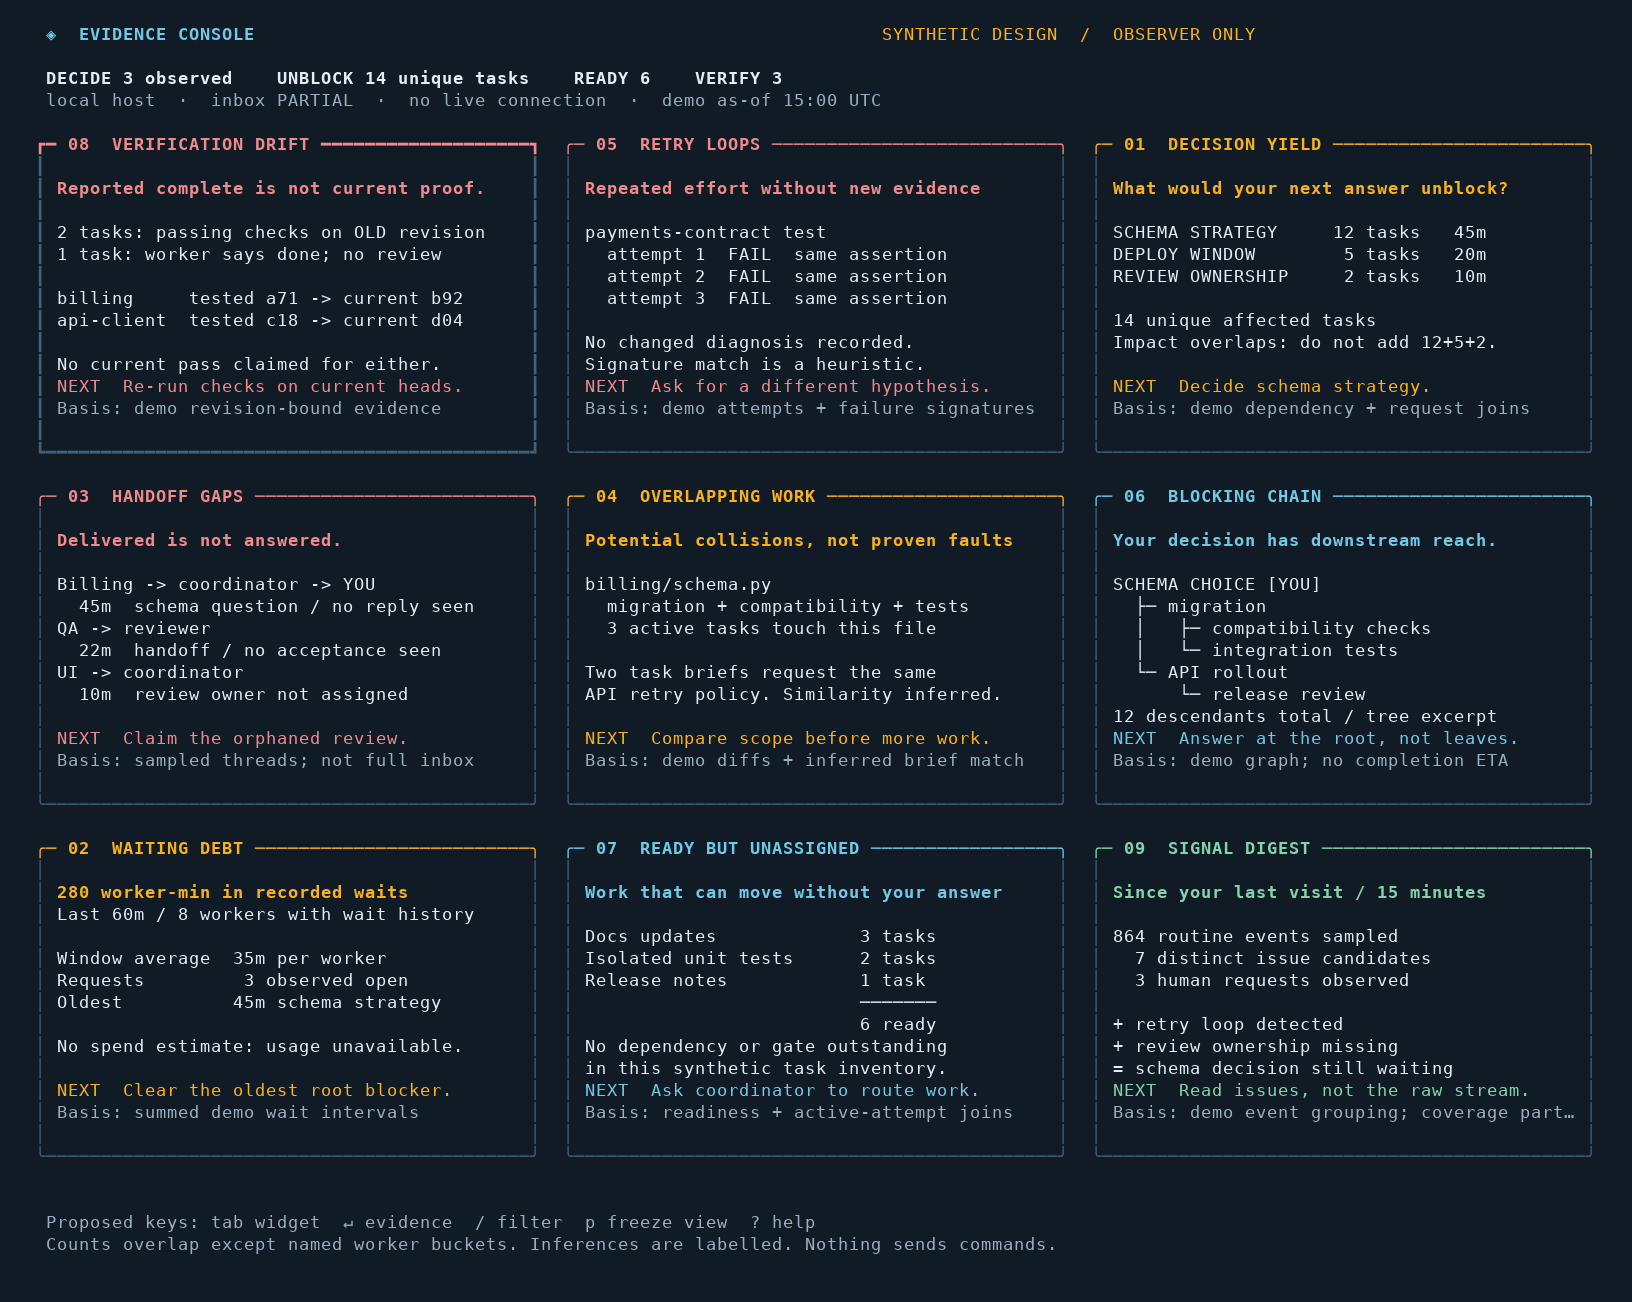 ◈  EVIDENCE CONSOLE    SYNTHETIC DESIGN  /  OBSERVER ONLY
DECIDE 3 observed    UNBLOCK 14 unique tasks    READY 6    VERIFY 3
local host  ·  inbox PARTIAL  ·  no live connection  ·  demo as-of 15:00 UTC
08  VERIFICATION DRIFT
Reported complete is not current proof.
2 tasks: passing checks on OLD revision
1 task: worker says done; no review
billing     tested a71 -> current b92
api-client  tested c18 -> current d04
No current pass claimed for either.
NEXT  Re-run checks on current heads.
Basis: demo revision-bound evidence
05  RETRY LOOPS
Repeated effort without new evidence
payments-contract test
attempt 1  FAIL  same assertion
attempt 2  FAIL  same assertion
attempt 3  FAIL  same assertion
No changed diagnosis recorded.
Signature match is a heuristic.
NEXT  Ask for a different hypothesis.
Basis: demo attempts + failure signatures
01  DECISION YIELD
What would your next answer unblock?
SCHEMA STRATEGY     12 tasks   45m
DEPLOY WINDOW        5 tasks   20m
REVIEW OWNERSHIP     2 tasks   10m
14 unique affected tasks
Impact overlaps: do not add 12+5+2.
NEXT  Decide schema strategy.
Basis: demo dependency + request joins
03  HANDOFF GAPS
Delivered is not answered.
Billing -> coordinator -> YOU
45m  schema question / no reply seen
QA -> reviewer
22m  handoff / no acceptance seen
UI -> coordinator
10m  review owner not assigned
NEXT  Claim the orphaned review.
Basis: sampled threads; not full inbox
04  OVERLAPPING WORK
Potential collisions, not proven faults
billing/schema.py
migration + compatibility + tests
3 active tasks touch this file
Two task briefs request the same
API retry policy. Similarity inferred.
NEXT  Compare scope before more work.
Basis: demo diffs + inferred brief match
06  BLOCKING CHAIN
Your decision has downstream reach.
SCHEMA CHOICE [YOU]
├─ migration
│   ├─ compatibility checks
│   └─ integration tests
└─ API rollout
└─ release review
12 descendants total / tree excerpt
NEXT  Answer at the root, not leaves.
Basis: demo graph; no completion ETA
02  WAITING DEBT
280 worker-min in recorded waits
Last 60m / 8 workers with wait history
Window average  35m per worker
Requests         3 observed open
Oldest          45m schema strategy
No spend estimate: usage unavailable.
NEXT  Clear the oldest root blocker.
Basis: summed demo wait intervals
07  READY BUT UNASSIGNED
Work that can move without your answer
Docs updates             3 tasks
Isolated unit tests      2 tasks
Release notes            1 task
6 ready
No dependency or gate outstanding
in this synthetic task inventory.
NEXT  Ask coordinator to route work.
Basis: readiness + active-attempt joins
09  SIGNAL DIGEST
Since your last visit / 15 minutes
864 routine events sampled
7 distinct issue candidates
3 human requests observed
+ retry loop detected
+ review ownership missing
= schema decision still waiting
NEXT  Read issues, not the raw stream.
Basis: demo event grouping; coverage part…
Proposed keys: tab widget  ↵ evidence  / filter  p freeze view  ? help
Counts overlap except named worker buckets. Inferences are labelled. Nothing sends commands.